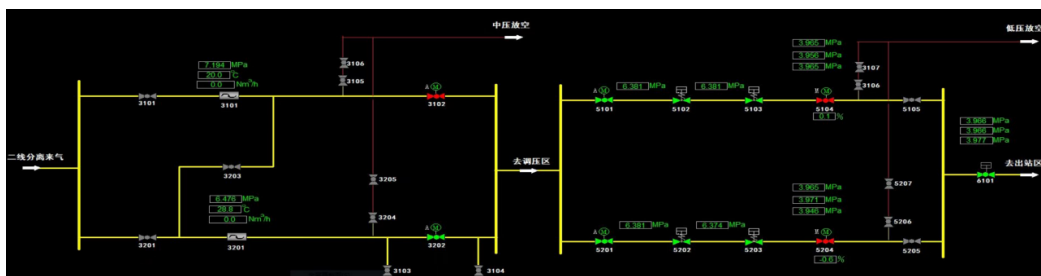 中压放空
低压放空
7.194 MPa
20.0 ℃
0.0 Nm³/h
3106
3105
3101
3101
A M
3102
二线分离来气
3203
3205
6.476 MPa
28.8 ℃
0.0 Nm³/h
3204
3201
3201
A M
3202
3103
3104
去调压区
3.965 MPa
3.956 MPa
3.965 MPa
3107
3106
A M
5101
6.381 MPa
5102
6.381 MPa
5103
M M
5104
0.1 %
5105
3.966 MPa
3.966 MPa
3.977 MPa
去出站区
6101
3.965 MPa
3.971 MPa
3.946 MPa
5207
5206
A M
5201
6.381 MPa
5202
6.374 MPa
5203
M M
5204
-0.6 %
5205